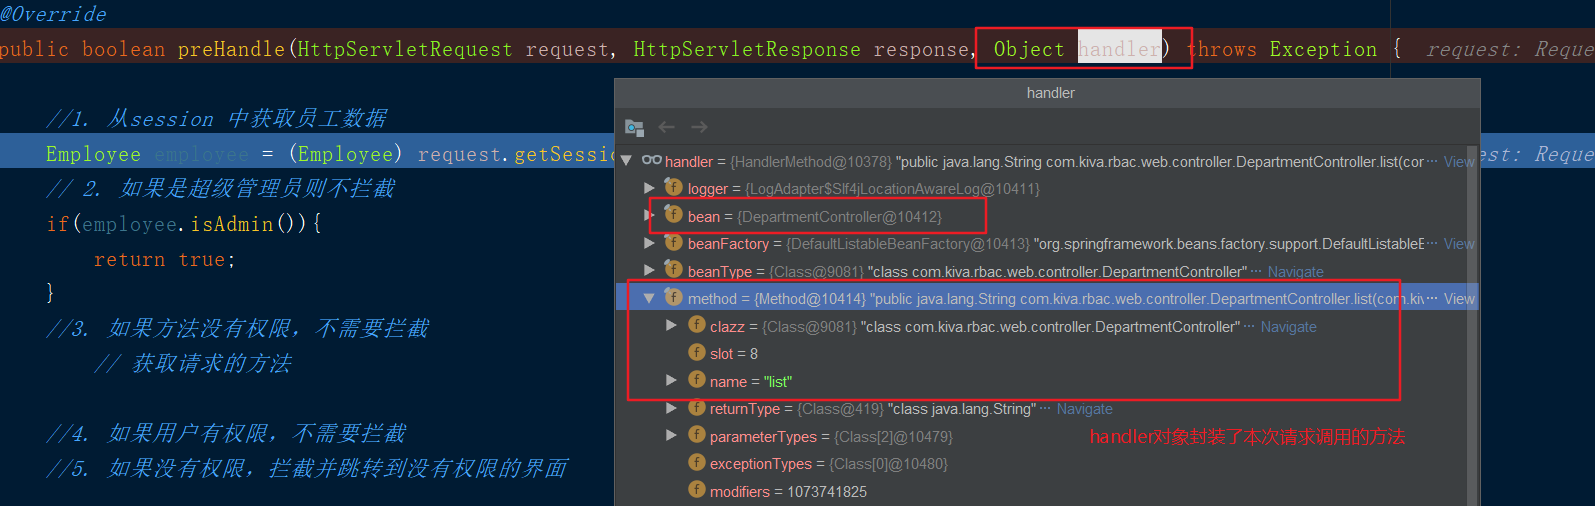 @Override
public boolean preHandle(HttpServletRequest request, HttpServletResponse response, Object handler) throws Exception {  request: Reque
//1. 从session 中获取员工数据
Employee employee = (Employee) request.getSessi
est: Reque
// 2. 如果是超级管理员则不拦截
if(employee.isAdmin()){
return true;
}
//3. 如果方法没有权限，不需要拦截
// 获取请求的方法
//4. 如果用户有权限，不需要拦截
//5. 如果没有权限，拦截并跳转到没有权限的界面
handler
handler = {HandlerMethod@10378} "public java.lang.String com.kiva.rbac.web.controller.DepartmentController.list(cor ··· View
logger = {LogAdapter$Slf4jLocationAwareLog@10411}
bean = {DepartmentController@10412}
beanFactory = {DefaultListableBeanFactory@10413} "org.springframework.beans.factory.support.DefaultListableE ··· View
beanType = {Class@9081} "class com.kiva.rbac.web.controller.DepartmentController" ··· Navigate
method = {Method@10414} "public java.lang.String com.kiva.rbac.web.controller.DepartmentController.list(com.kiv ··· View
clazz = {Class@9081} "class com.kiva.rbac.web.controller.DepartmentController" ··· Navigate
slot = 8
name = "list"
returnType = {Class@419} "class java.lang.String" ··· Navigate
parameterTypes = {Class[2]@10479}
exceptionTypes = {Class[0]@10480}
modifiers = 1073741825
handler对象封装了本次请求调用的方法